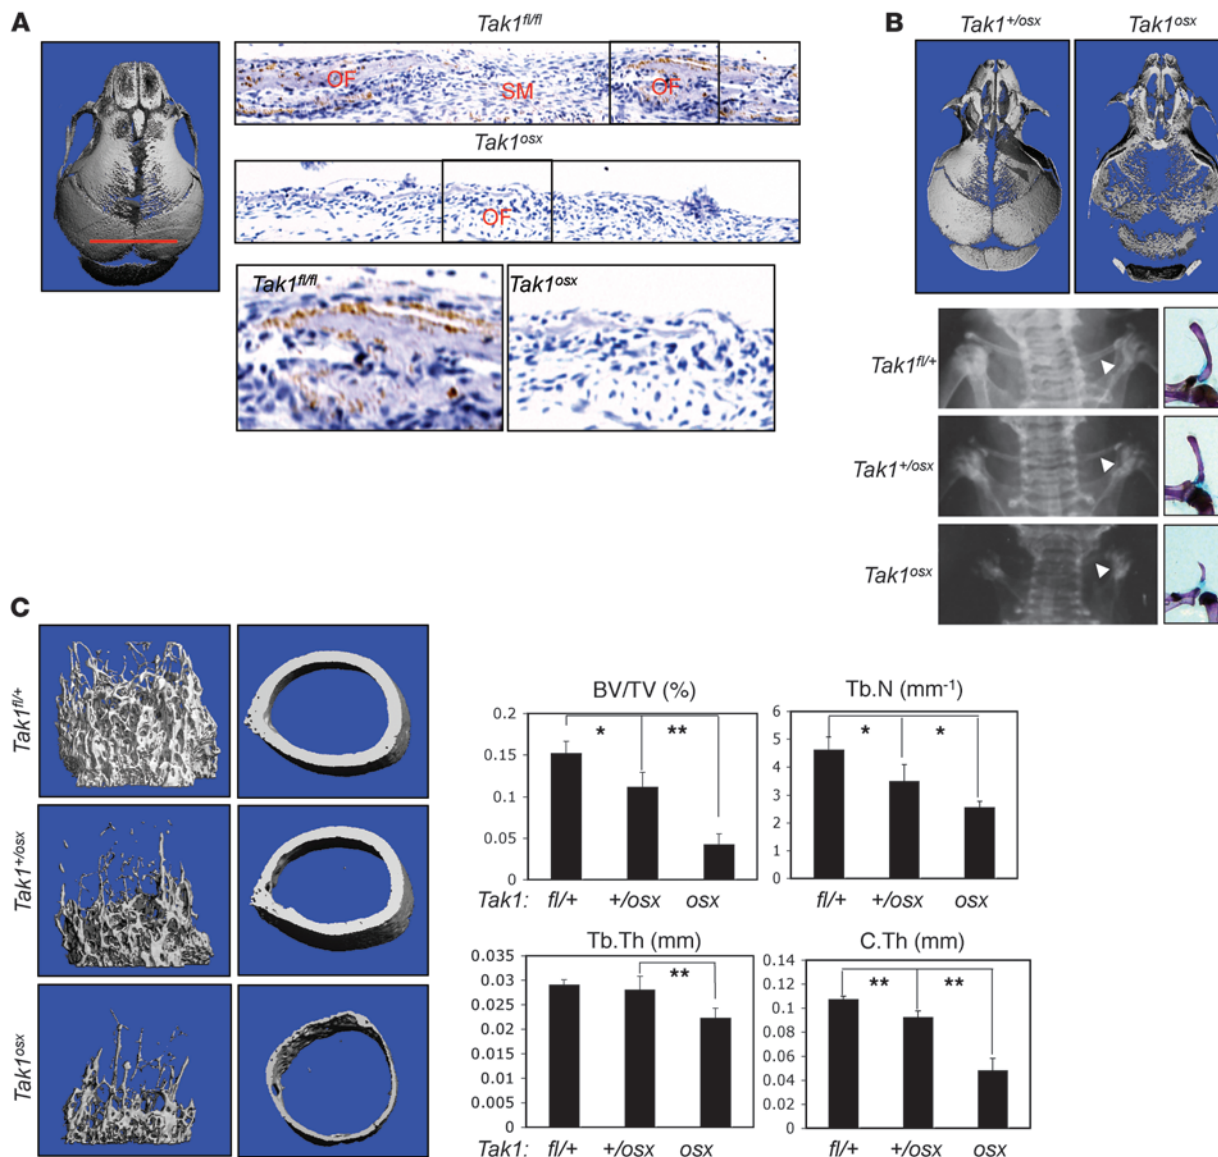 A
Tak1fl/fl
OF
SM
OF
Tak1osx
OF
Tak1fl/fl
Tak1osx
B
Tak1+/osx
Tak1osx
Tak1fl/+
Tak1+/osx
Tak1osx
C
Tak1fl/+
Tak1+/osx
Tak1osx
BV/TV (%)
0.2
0.15
0.1
0.05
0
* **
Tak1: fl/+ +/osx osx
Tb.N (mm-1)
6
5
4
3
2
1
0
* *
fl/+ +/osx osx
Tb.Th (mm)
0.035
0.03
0.025
0.02
0.015
0.01
0.005
0
**
Tak1: fl/+ +/osx osx
C.Th (mm)
0.14
0.12
0.1
0.08
0.06
0.04
0.02
0
** **
fl/+ +/osx osx